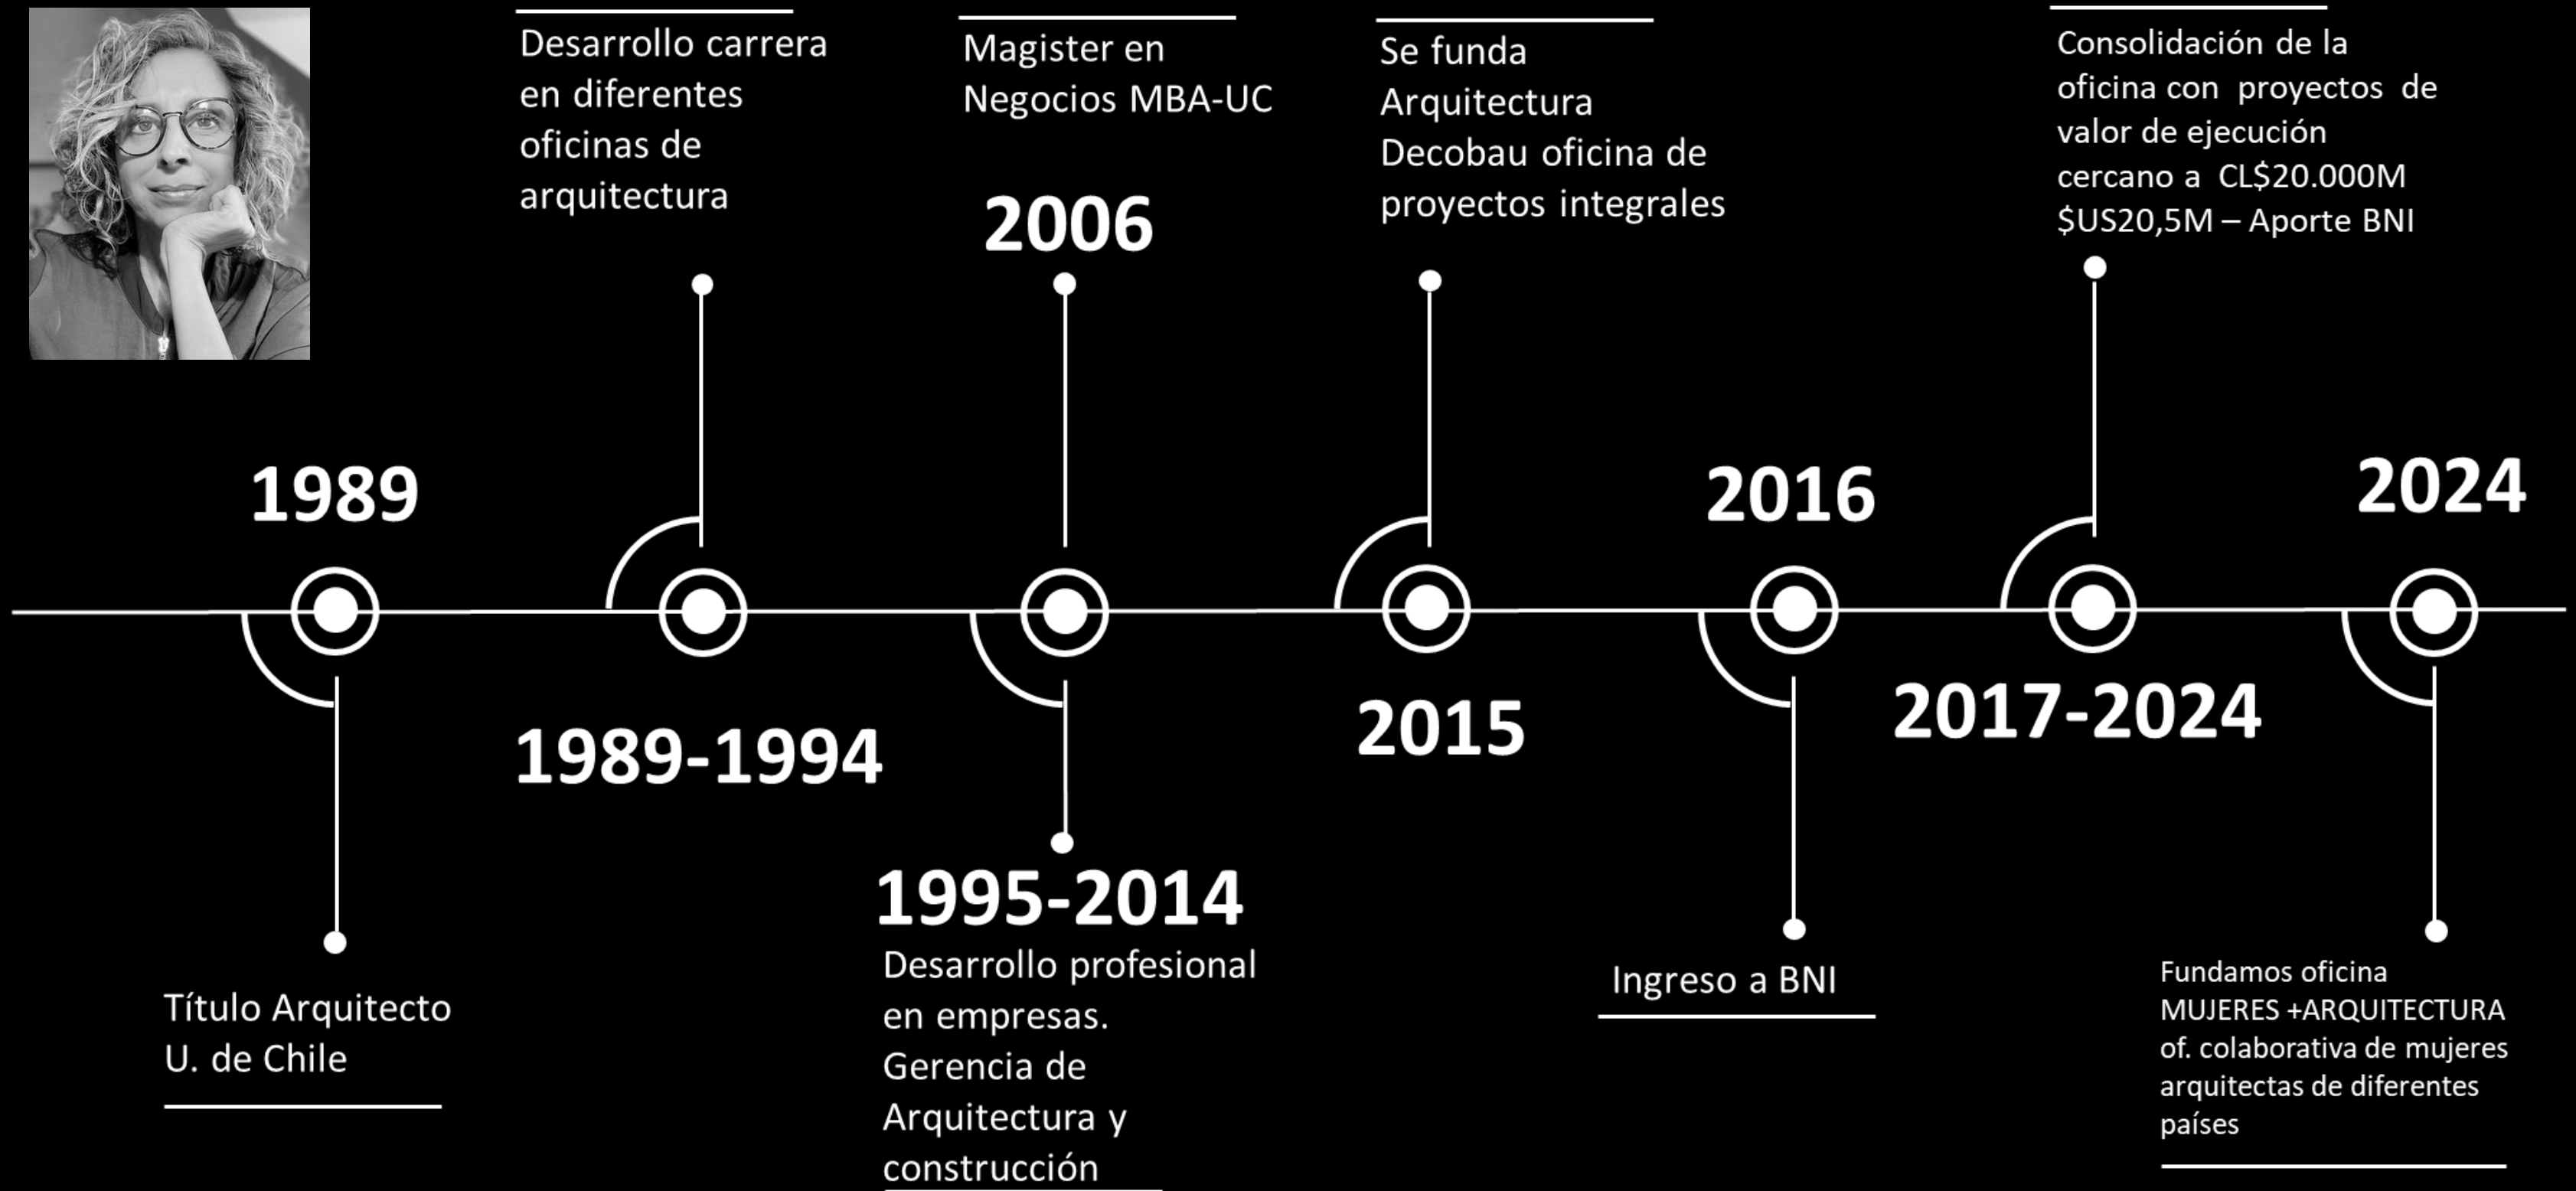 1989
Título Arquitecto
U. de Chile
Desarrollo carrera
en diferentes
oficinas de
arquitectura
1989-1994
Magister en
Negocios MBA-UC
2006
1995-2014
Desarrollo profesional
en empresas.
Gerencia de
Arquitectura y
construcción
Se funda
Arquitectura
Decobau oficina de
proyectos integrales
2015
2016
Ingreso a BNI
Consolidación de la
oficina con proyectos de
valor de ejecución
cercano a CL$20.000M
$US20,5M – Aporte BNI
2017-2024
2024
Fundamos oficina
MUJERES +ARQUITECTURA
of. colaborativa de mujeres
arquitectas de diferentes
países